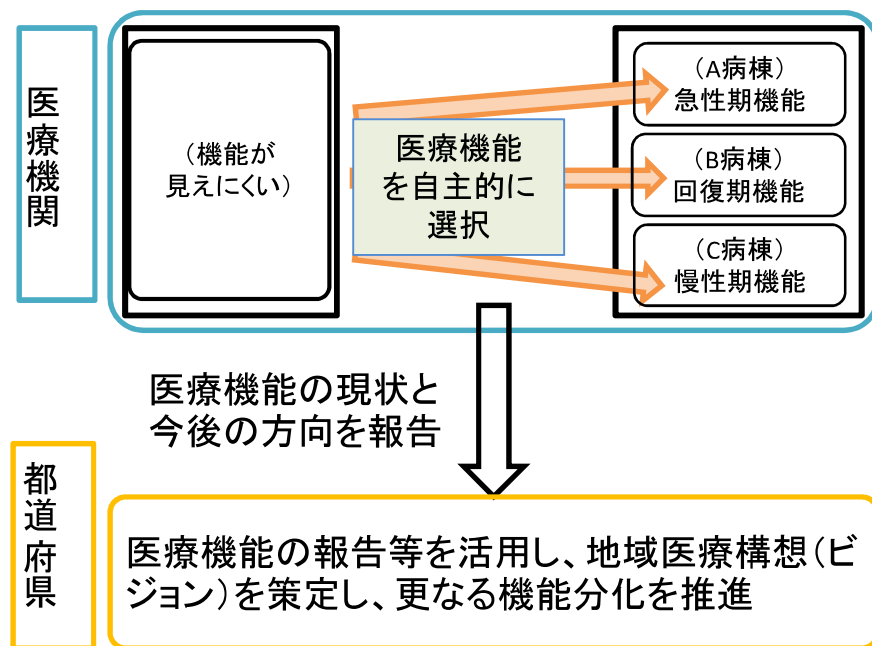 医療機関
（機能が
見えにくい）
医療機能
を自主的に
選択
（A病棟）
急性期機能
（B病棟）
回復期機能
（C病棟）
慢性期機能
医療機能の現状と
今後の方向を報告
都道府県
医療機能の報告等を活用し、地域医療構想（ビ
ジョン）を策定し、更なる機能分化を推進